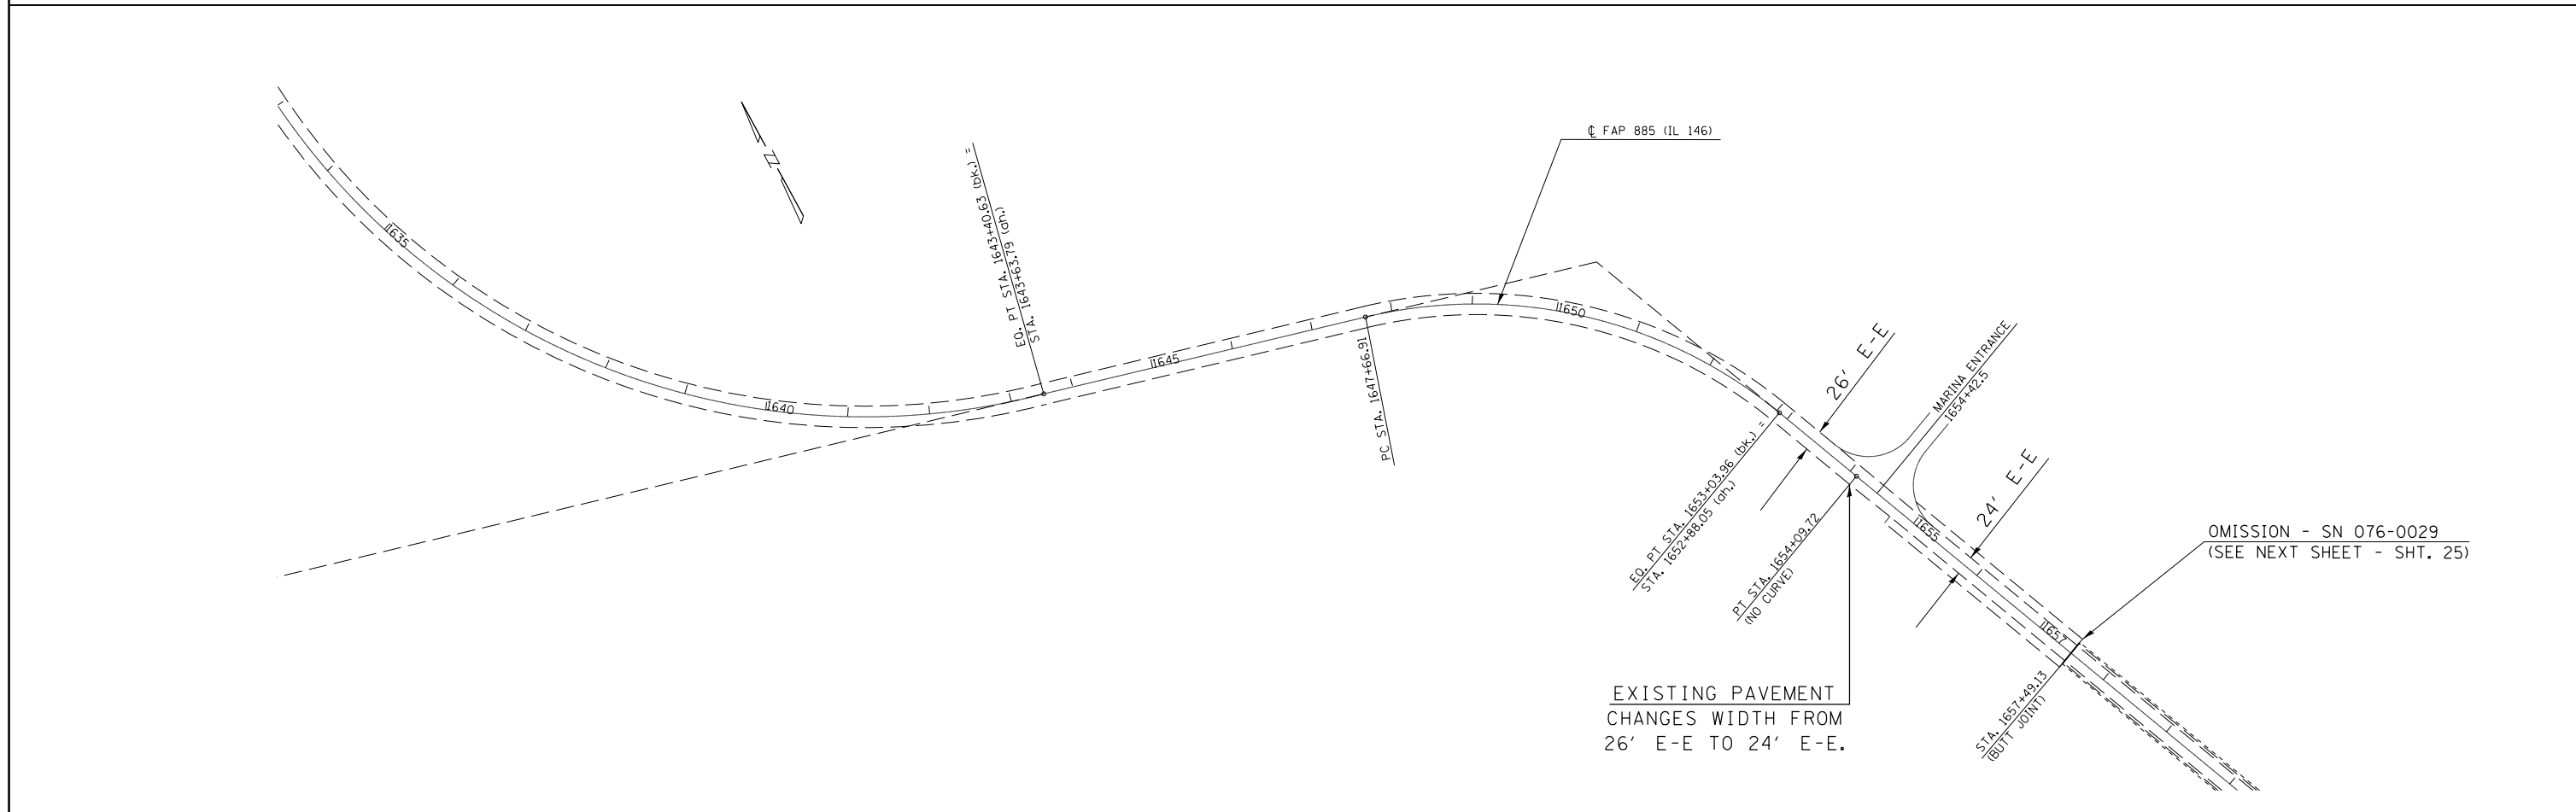 ℄ FAP 885 (IL 146)
N
1635
1640
EQ. PT STA. 1643+40.63 (bk.) =
STA. 1643+63.79 (ah.)
1645
PC STA. 1647+66.91
1650
EQ. PT STA. 1653+03.96 (bk.) =
STA. 1652+88.05 (ah.)
26' E-E
MARINA ENTRANCE
1654+42.5
PT STA. 1654+09.72
(NO CURVE)
1655
24' E-E
OMISSION - SN 076-0029
(SEE NEXT SHEET - SHT. 25)
1657
STA. 1657+49.13
(BUTT JOINT)
EXISTING PAVEMENT
CHANGES WIDTH FROM
26' E-E TO 24' E-E.